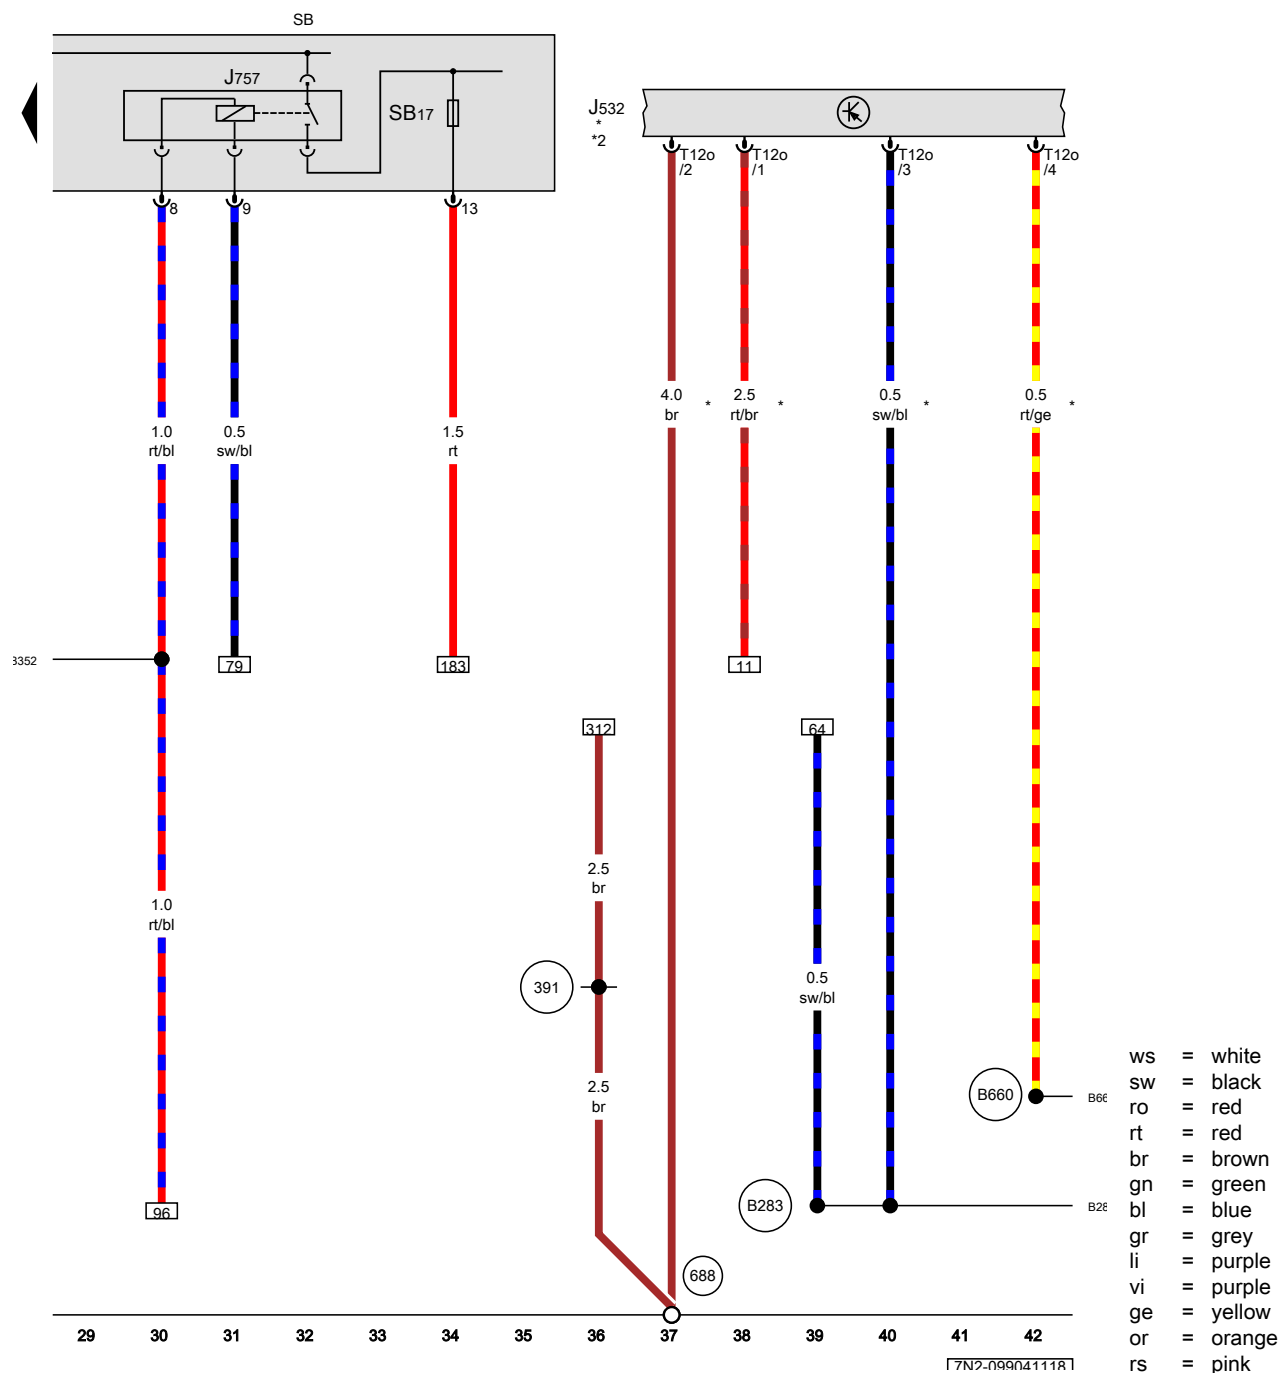 SB
J757
SB17
J532
*
*2
T12o
/2
T12o
/1
T12o
/3
T12o
/4
8
9
13
4.0
br
*
2.5
rt/br
*
0.5
sw/bl
*
0.5
rt/ge
*
1.0
rt/bl
0.5
sw/bl
1.5
rt
79
183
11
312
64
2.5
br
1.0
rt/bl
391
0.5
sw/bl
2.5
br
B660
96
B283
688
29 30 31 32 33 34 35 36 37 38 39 40 41 42
7N2-099041118
ws = white
sw = black
ro = red
rt = red
br = brown
gn = green
bl = blue
gr = grey
li = purple
vi = purple
ge = yellow
or = orange
rs = pink